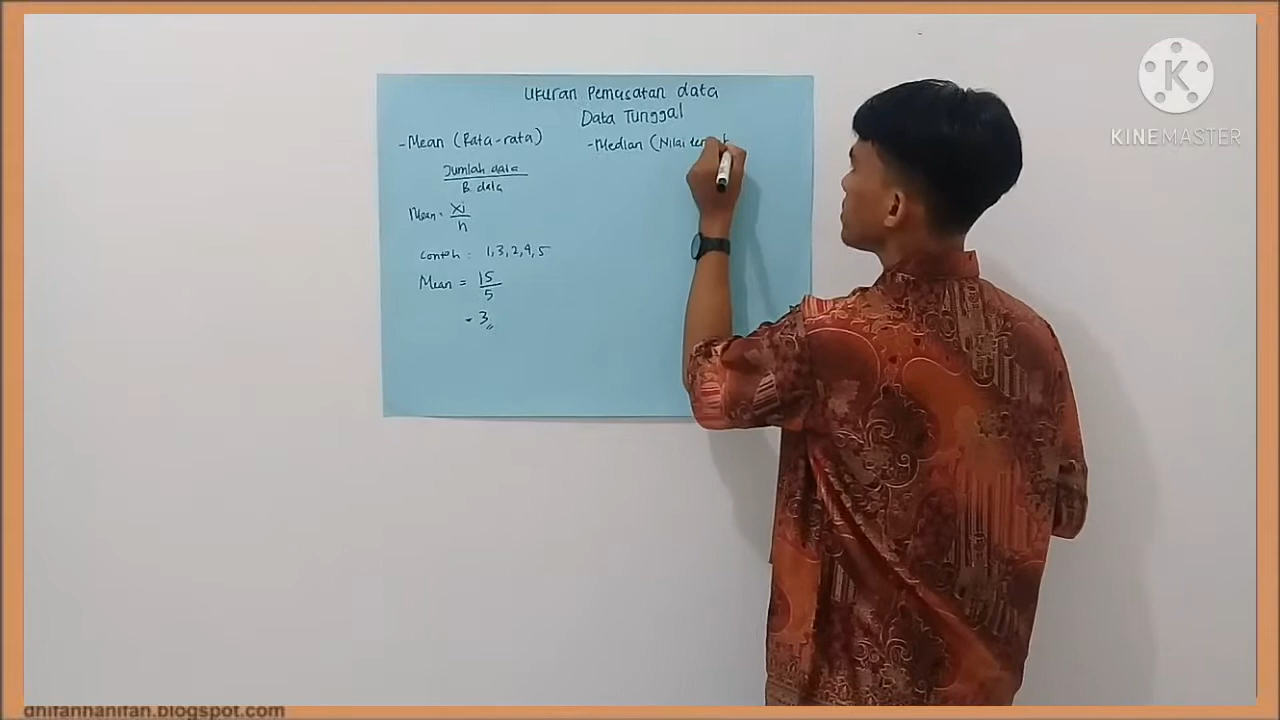 Ukuran Pemusatan data
Data Tunggal
-Mean (Rata-rata)
Jumlah data
B. data
Mean = xi
n
Contoh : 1,3,2,4,5
Mean = 15
5
= 3,,
-Median (Nilai
KINEMASTER
dhifanhanifan.blogspot.com